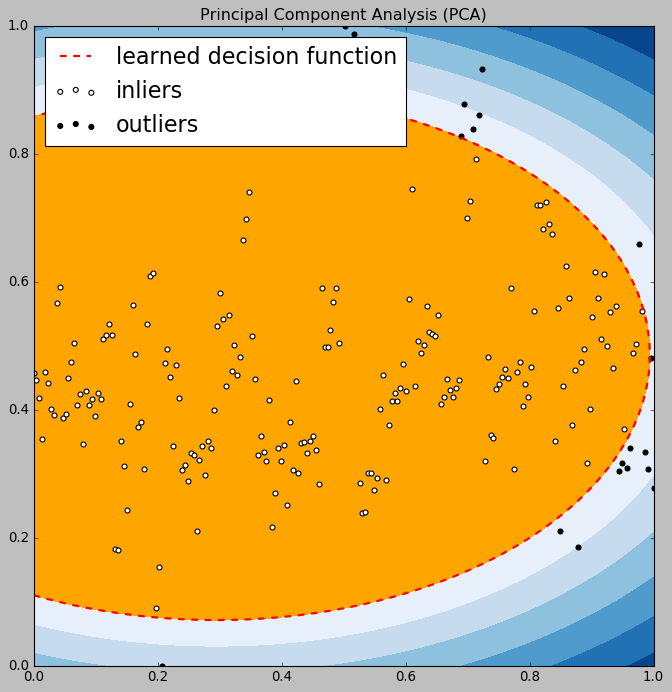 Principal Component Analysis (PCA)
learned decision function
inliers
outliers
1.0
0.8
0.6
0.4
0.2
0.0
0.0 0.2 0.4 0.6 0.8 1.0